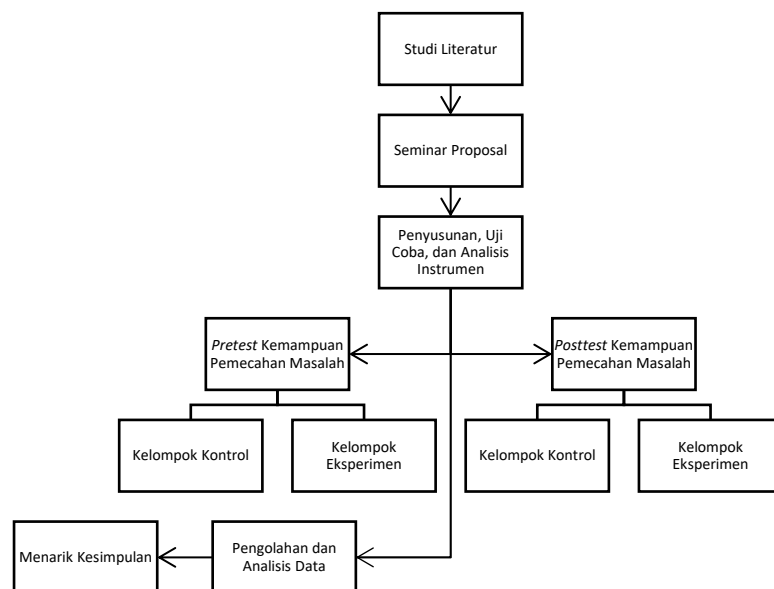 Studi Literatur
Seminar Proposal
Penyusunan, Uji
Coba, dan Analisis
Instrumen
Pretest Kemampuan
Pemecahan Masalah
Posttest Kemampuan
Pemecahan Masalah
Kelompok Kontrol
Kelompok
Eksperimen
Kelompok Kontrol
Kelompok
Eksperimen
Menarik Kesimpulan
Pengolahan dan
Analisis Data